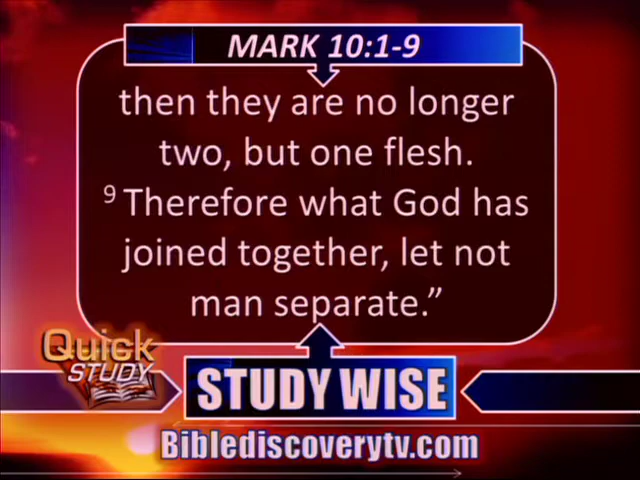 MARK 10:1-9
then they are no longer
two, but one flesh.
9 Therefore what God has
joined together, let not
man separate.”
Quick
STUDY
STUDY WISE
Biblediscoverytv.com